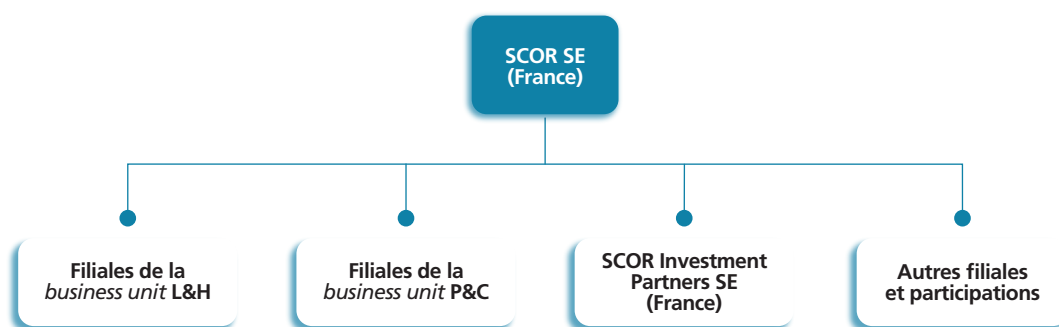 SCOR SE
(France)
Filiales de la
business unit L&H
Filiales de la
business unit P&C
SCOR Investment
Partners SE
(France)
Autres filiales
et participations